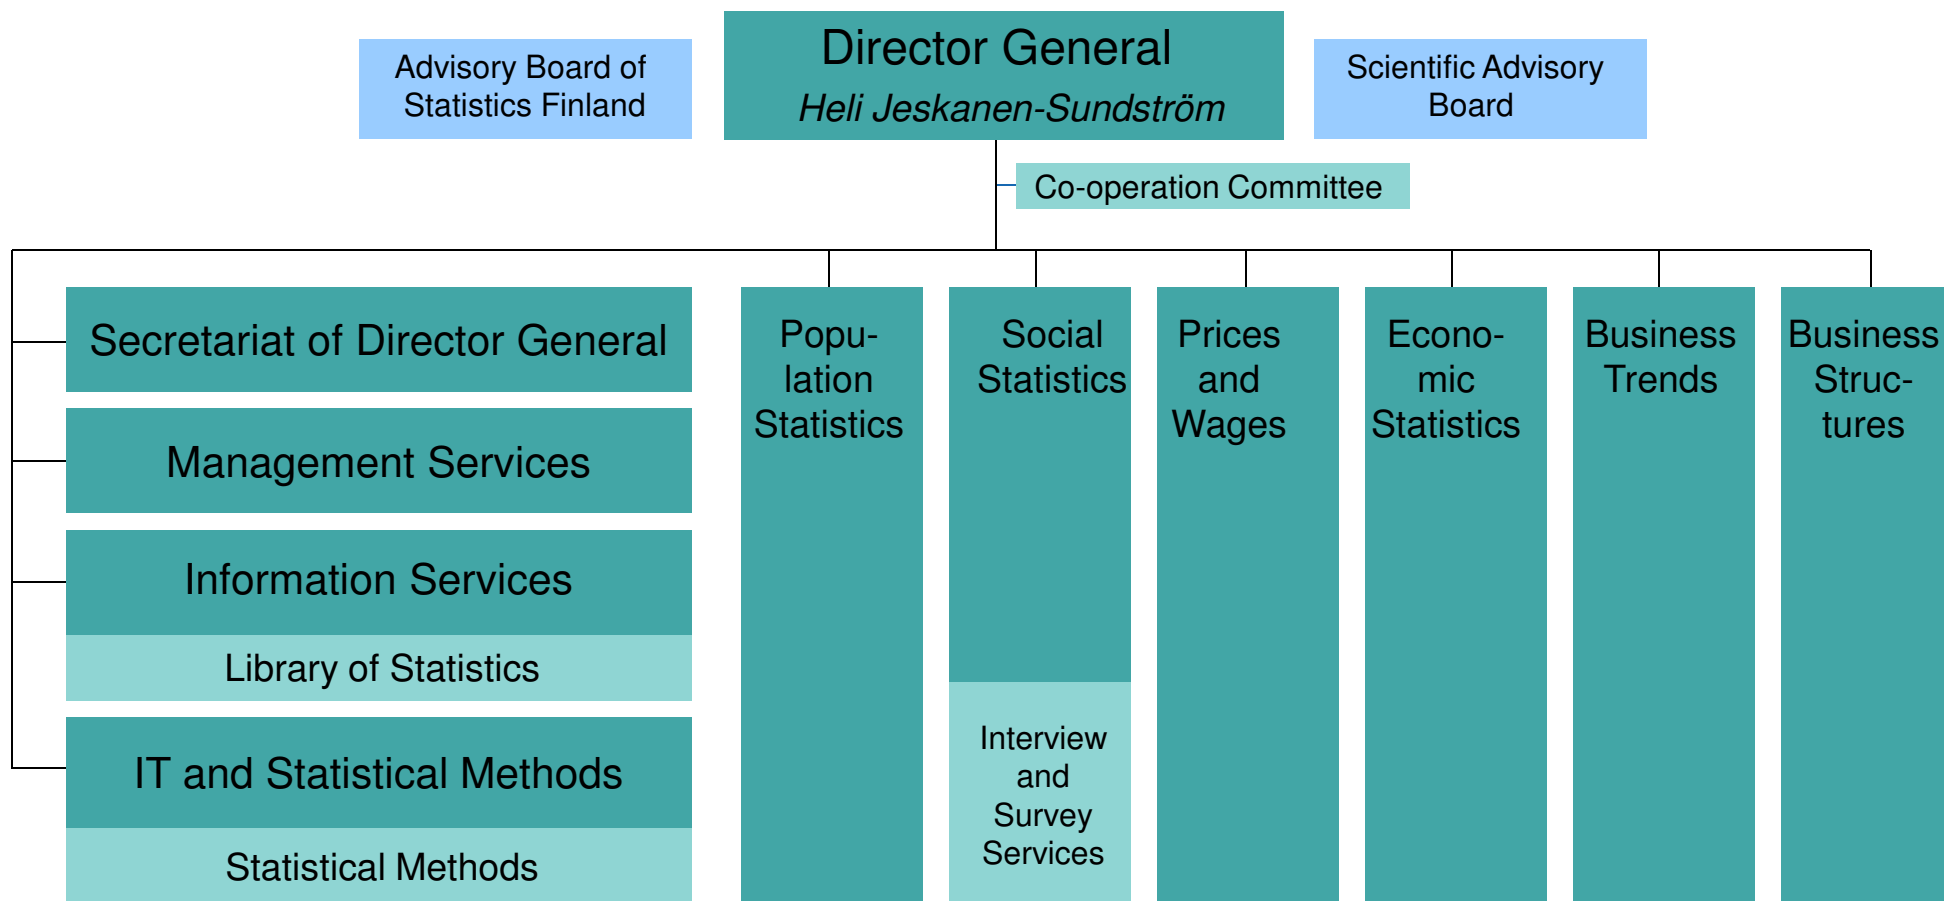 Advisory Board of
Statistics Finland
Director General
Heli Jeskanen-Sundström
Scientific Advisory
Board
Co-operation Committee
Secretariat of Director General
Management Services
Information Services
Library of Statistics
IT and Statistical Methods
Statistical Methods
Popu-
lation
Statistics
Social
Statistics
Interview
and
Survey
Services
Prices
and
Wages
Econo-
mic
Statistics
Business
Trends
Business
Struc-
tures